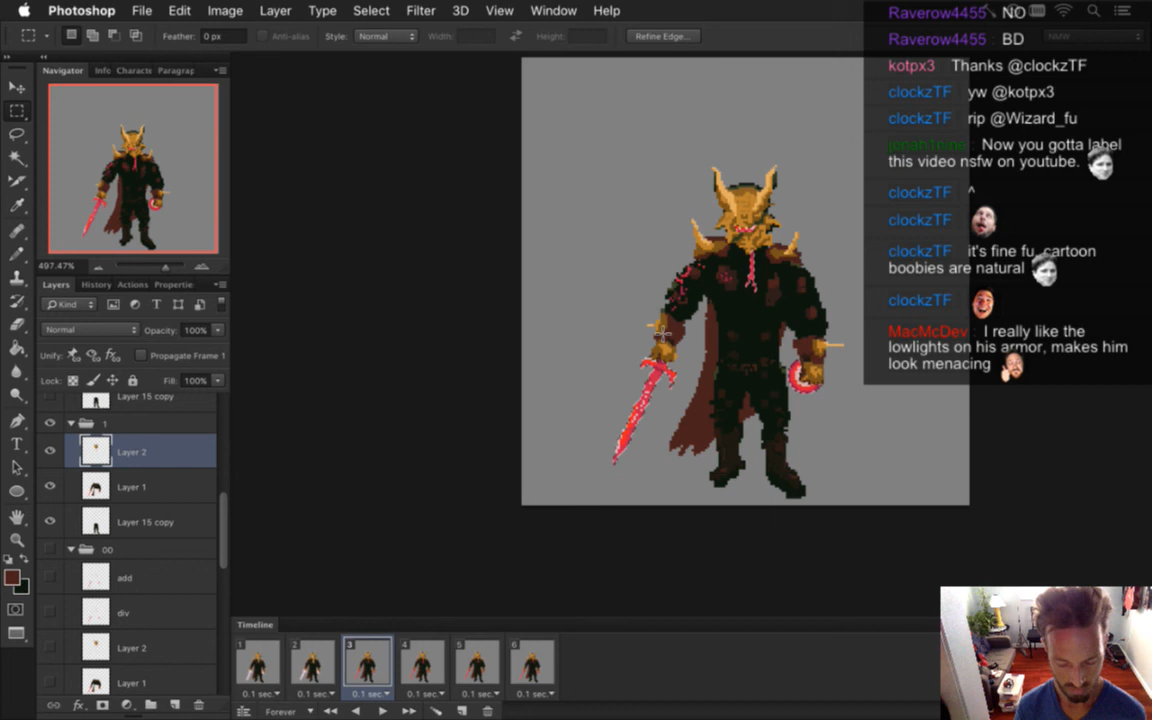 Photoshop File Edit Image Layer Type Select Filter 3D View Window Help
Feather: 0 px Anti-alias Style: Normal Width: Height: Refine Edge...
Navigator Info Charact Paragrap
497.47%
Layers History Actions Propertie
Kind
Normal Opacity: 100%
Unify: Propagate Frame 1
Lock: Fill: 100%
Layer 15 copy
1
Layer 2
Layer 1
Layer 15 copy
00
add
div
Layer 2
Layer 1
Timeline
1 2 3 4 5 6
0.1 sec. 0.1 sec. 0.1 sec. 0.1 sec. 0.1 sec. 0.1 sec.
Forever
Raverow4455 : NO
Raverow4455 : BD
kotpx3 Thanks @clockzTF
clockzTF : yw @kotpx3
clockzTF : rip @Wizard_fu
Now you gotta label
this video nsfw on youtube.
clockzTF : ^
clockzTF :
clockzTF : it's fine fu, cartoon
boobies are natural
clockzTF :
MacMcDev : I really like the
lowlights on his armor, makes him
look menacing